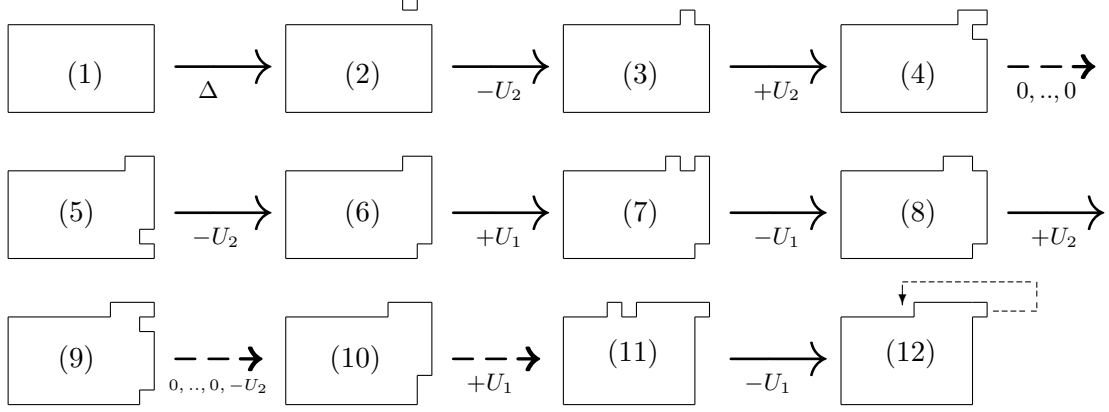 (1) Δ (2) −U₂ (3) +U₂ (4) 0, .., 0
(5) −U₂ (6) +U₁ (7) −U₁ (8) +U₂
(9) 0, .., 0, −U₂ (10) +U₁ (11) −U₁ (12)